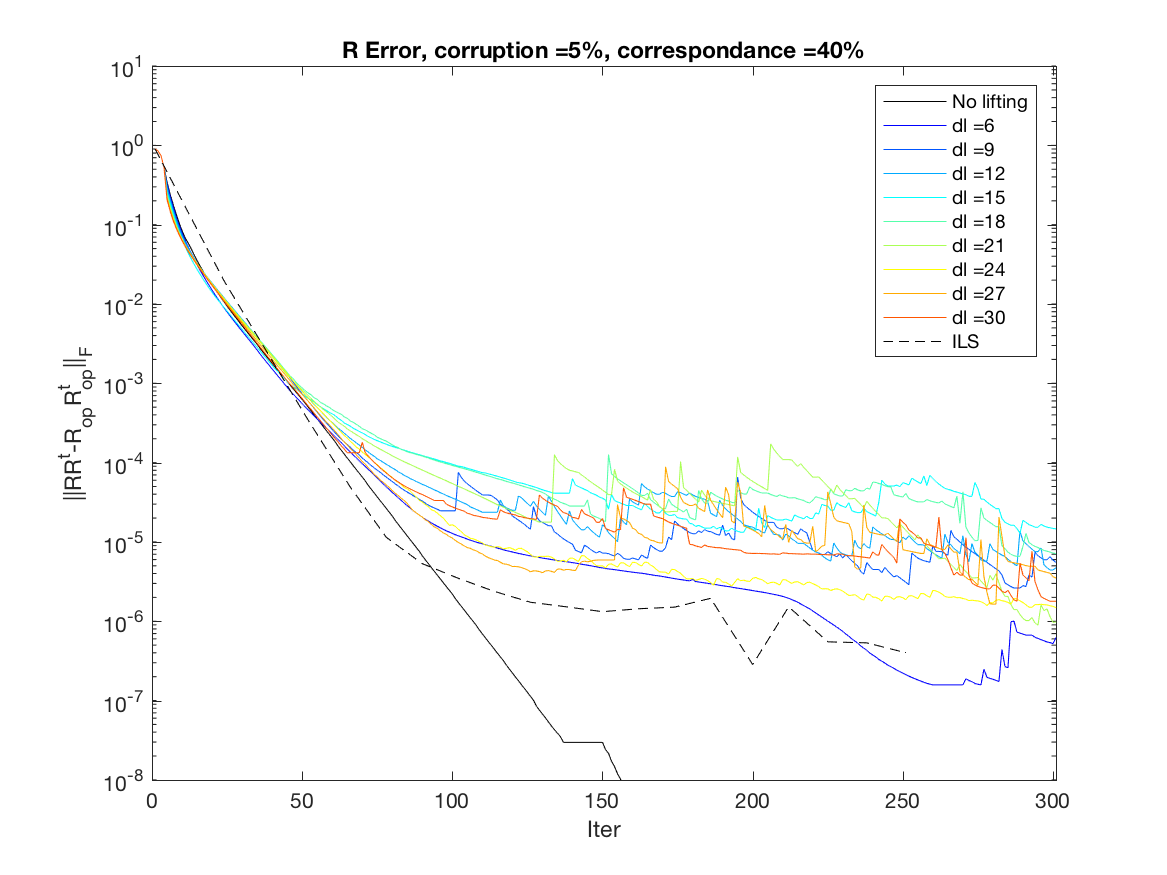 R Error, corruption =5%, correspondance =40%
10^1
10^0
10^-1
10^-2
10^-3
10^-4
10^-5
10^-6
10^-7
10^-8
||RR^t-R_op R_op^t||_F
No lifting
dl =6
dl =9
dl =12
dl =15
dl =18
dl =21
dl =24
dl =27
dl =30
ILS
0 50 100 150 200 250 300
Iter